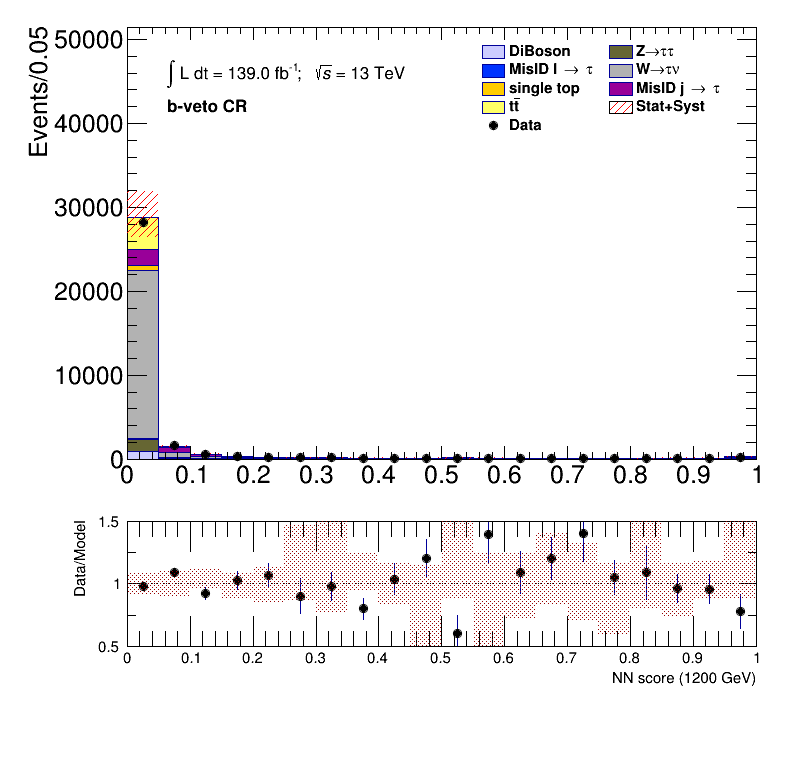 50000
40000
30000
20000
10000
0
Events/0.05
∫ L dt = 139.0 fb⁻¹; √s = 13 TeV
b-veto CR
DiBoson
MisID l → τ
single top
tt̄
Data
Z→ττ
W→τν
MisID j → τ
Stat+Syst
0 0.1 0.2 0.3 0.4 0.5 0.6 0.7 0.8 0.9 1
1.5
1
0.5
Data/Model
0 0.1 0.2 0.3 0.4 0.5 0.6 0.7 0.8 0.9 1
NN score (1200 GeV)